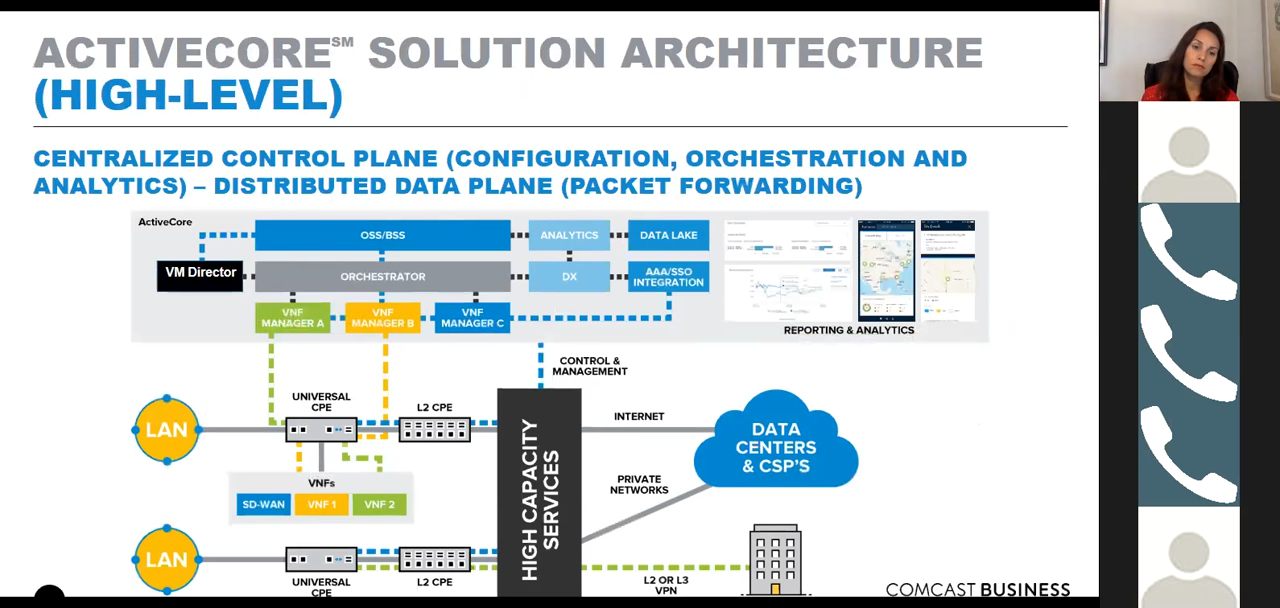 ACTIVECORE℠ SOLUTION ARCHITECTURE
(HIGH-LEVEL)
CENTRALIZED CONTROL PLANE (CONFIGURATION, ORCHESTRATION AND
ANALYTICS) – DISTRIBUTED DATA PLANE (PACKET FORWARDING)
ActiveCore
OSS/BSS
ANALYTICS
DATA LAKE
VM Director
ORCHESTRATOR
DX
AAA/SSO
INTEGRATION
VNF
MANAGER A
VNF
MANAGER B
VNF
MANAGER C
REPORTING & ANALYTICS
CONTROL &
MANAGEMENT
UNIVERSAL
CPE
L2 CPE
LAN
HIGH CAPACITY
SERVICES
INTERNET
DATA
CENTERS
& CSP'S
PRIVATE
NETWORKS
VNFs
SD-WAN
VNF 1
VNF 2
LAN
UNIVERSAL
CPE
L2 CPE
L2 OR L3
VPN
COMCAST BUSINESS